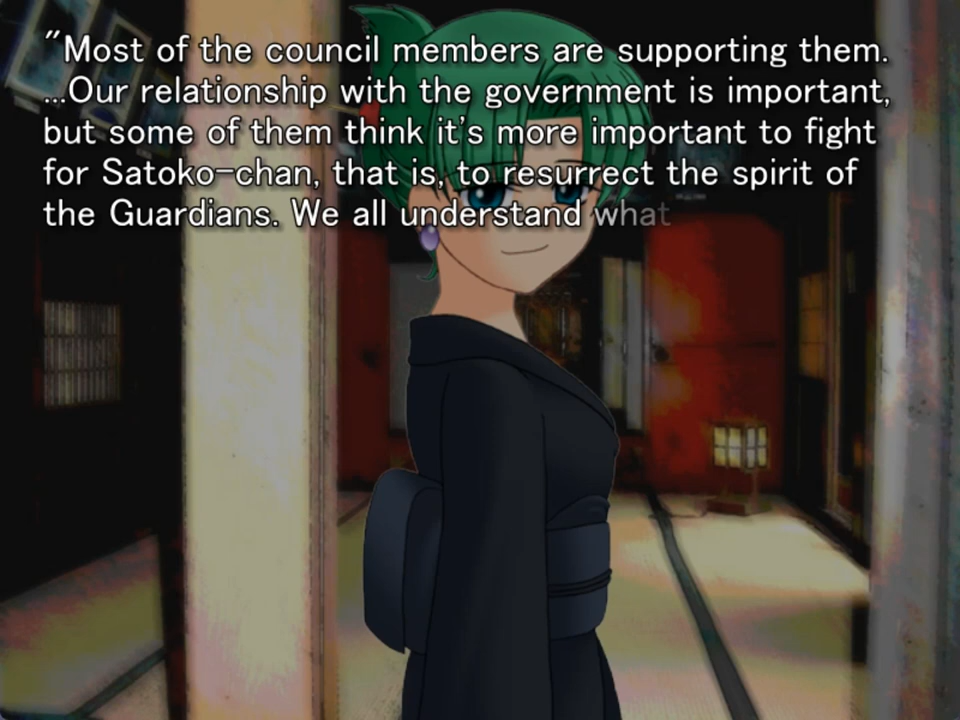 "Most of the council members are supporting them.
...Our relationship with the government is important,
but some of them think it's more important to fight
for Satoko-chan, that is, to resurrect the spirit of
the Guardians. We all understand what